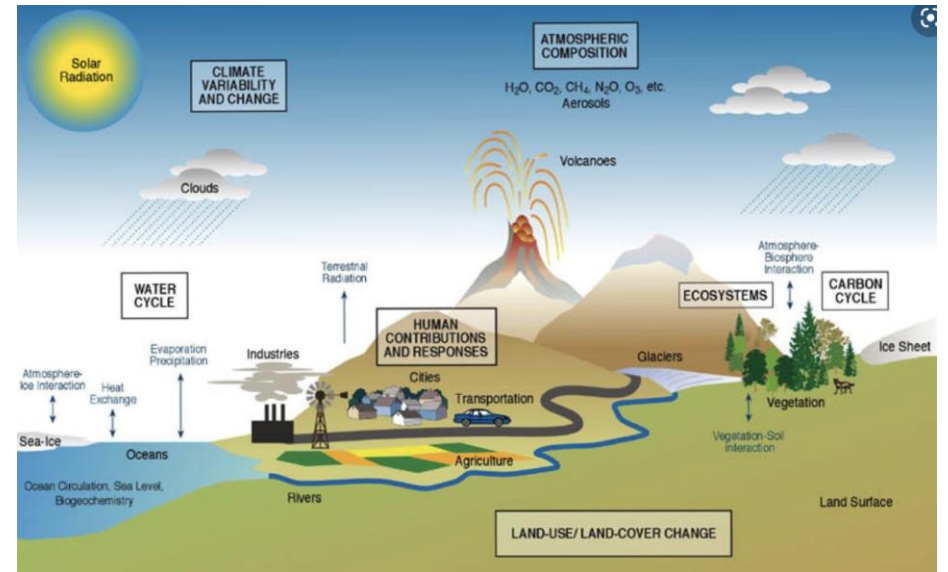 Solar
Radiation
CLIMATE
VARIABILITY
AND CHANGE
ATMOSPHERIC
COMPOSITION
H₂O, CO₂, CH₄, N₂O, O₃, etc.
Aerosols
Volcanoes
Clouds
Atmosphere-
Biosphere
Interaction
Terrestrial
Radiation
WATER
CYCLE
ECOSYSTEMS
CARBON
CYCLE
HUMAN
CONTRIBUTIONS
AND RESPONSES
Ice Sheet
Glaciers
Industries
Evaporation
Precipitation
Cities
Atmosphere-
Ice Interaction
Heat
Exchange
Transportation
Vegetation
Sea-Ice
Oceans
Vegetation-Soil
Interaction
Agriculture
Ocean Circulation, Sea Level,
Biogeochemistry
Rivers
Land Surface
LAND-USE/ LAND-COVER CHANGE